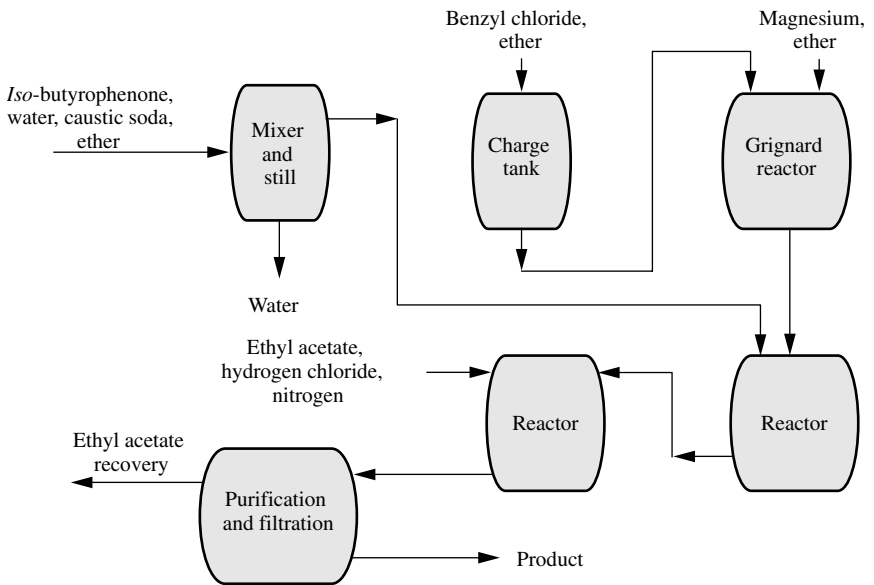 Benzyl chloride,
ether
Magnesium,
ether
Iso-butyrophenone,
water, caustic soda,
ether
Mixer
and
still
Charge
tank
Grignard
reactor
Water
Ethyl acetate,
hydrogen chloride,
nitrogen
Reactor
Reactor
Ethyl acetate
recovery
Purification
and filtration
Product